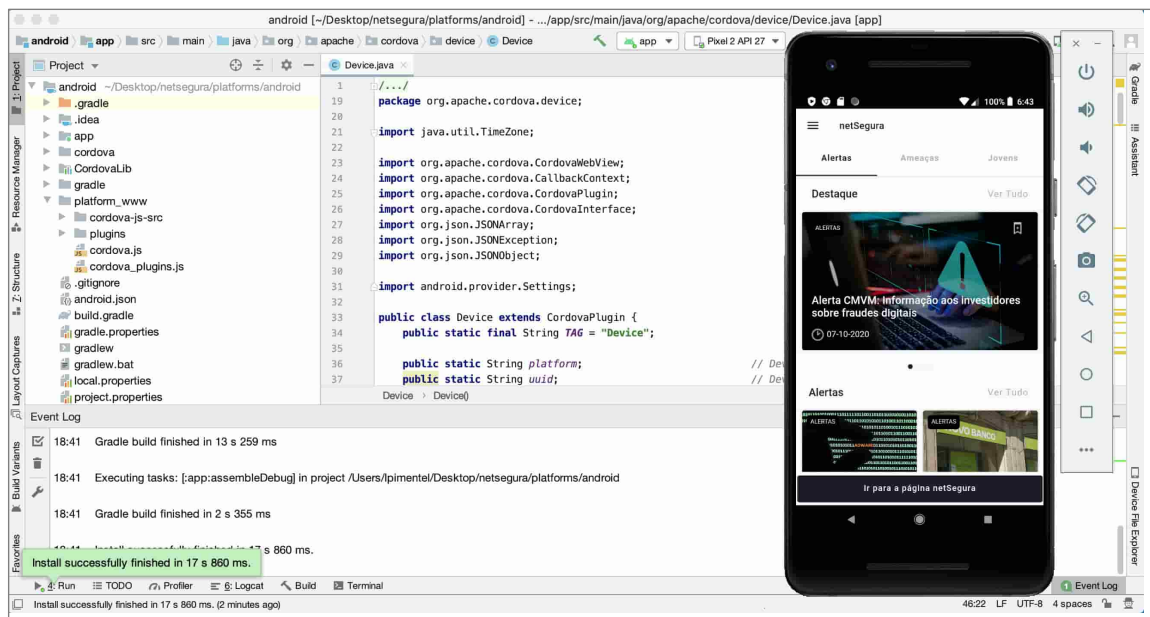 android [~/Desktop/netsegura/platforms/android] - .../app/src/main/java/org/apache/cordova/device/Device.java [app]
android app src main java org apache cordova device Device app Pixel 2 API 27
Project
Device.java
1: Project
Resource Manager
Z: Structure
Layout Captures
Build Variants
Favorites
android ~/Desktop/netsegura/platforms/android
.gradle
.idea
app
cordova
CordovaLib
gradle
platform_www
cordova-js-src
plugins
cordova.js
cordova_plugins.js
.gitignore
android.json
build.gradle
gradle.properties
gradlew
gradlew.bat
local.properties
project.properties
1 /.../
19 package org.apache.cordova.device;
20
21 import java.util.TimeZone;
22
23 import org.apache.cordova.CordovaWebView;
24 import org.apache.cordova.CallbackContext;
25 import org.apache.cordova.CordovaPlugin;
26 import org.apache.cordova.CordovaInterface;
27 import org.json.JSONArray;
28 import org.json.JSONException;
29 import org.json.JSONObject;
30
31 import android.provider.Settings;
32
33 public class Device extends CordovaPlugin {
34 public static final String TAG = "Device";
35
36 public static String platform; // Dev
37 public static String uuid; // Dev
Device > Device()
100% 6:43
netSegura
Alertas Ameaças Jovens
Destaque Ver Tudo
ALERTAS
Alerta CMVM: Informação aos investidores
sobre fraudes digitais
07-10-2020
Alertas Ver Tudo
ALERTAS ALERTAS
NOVO BANCO
Ir para a página netSegura
Gradle
Assistant
Device File Explorer
Event Log
18:41 Gradle build finished in 13 s 259 ms
18:41 Executing tasks: [:app:assembleDebug] in project /Users/lpimentel/Desktop/netsegura/platforms/android
18:41 Gradle build finished in 2 s 355 ms
s 860 ms.
Install successfully finished in 17 s 860 ms.
4: Run TODO Profiler 6: Logcat Build Terminal 1 Event Log
Install successfully finished in 17 s 860 ms. (2 minutes ago) 46:22 LF UTF-8 4 spaces